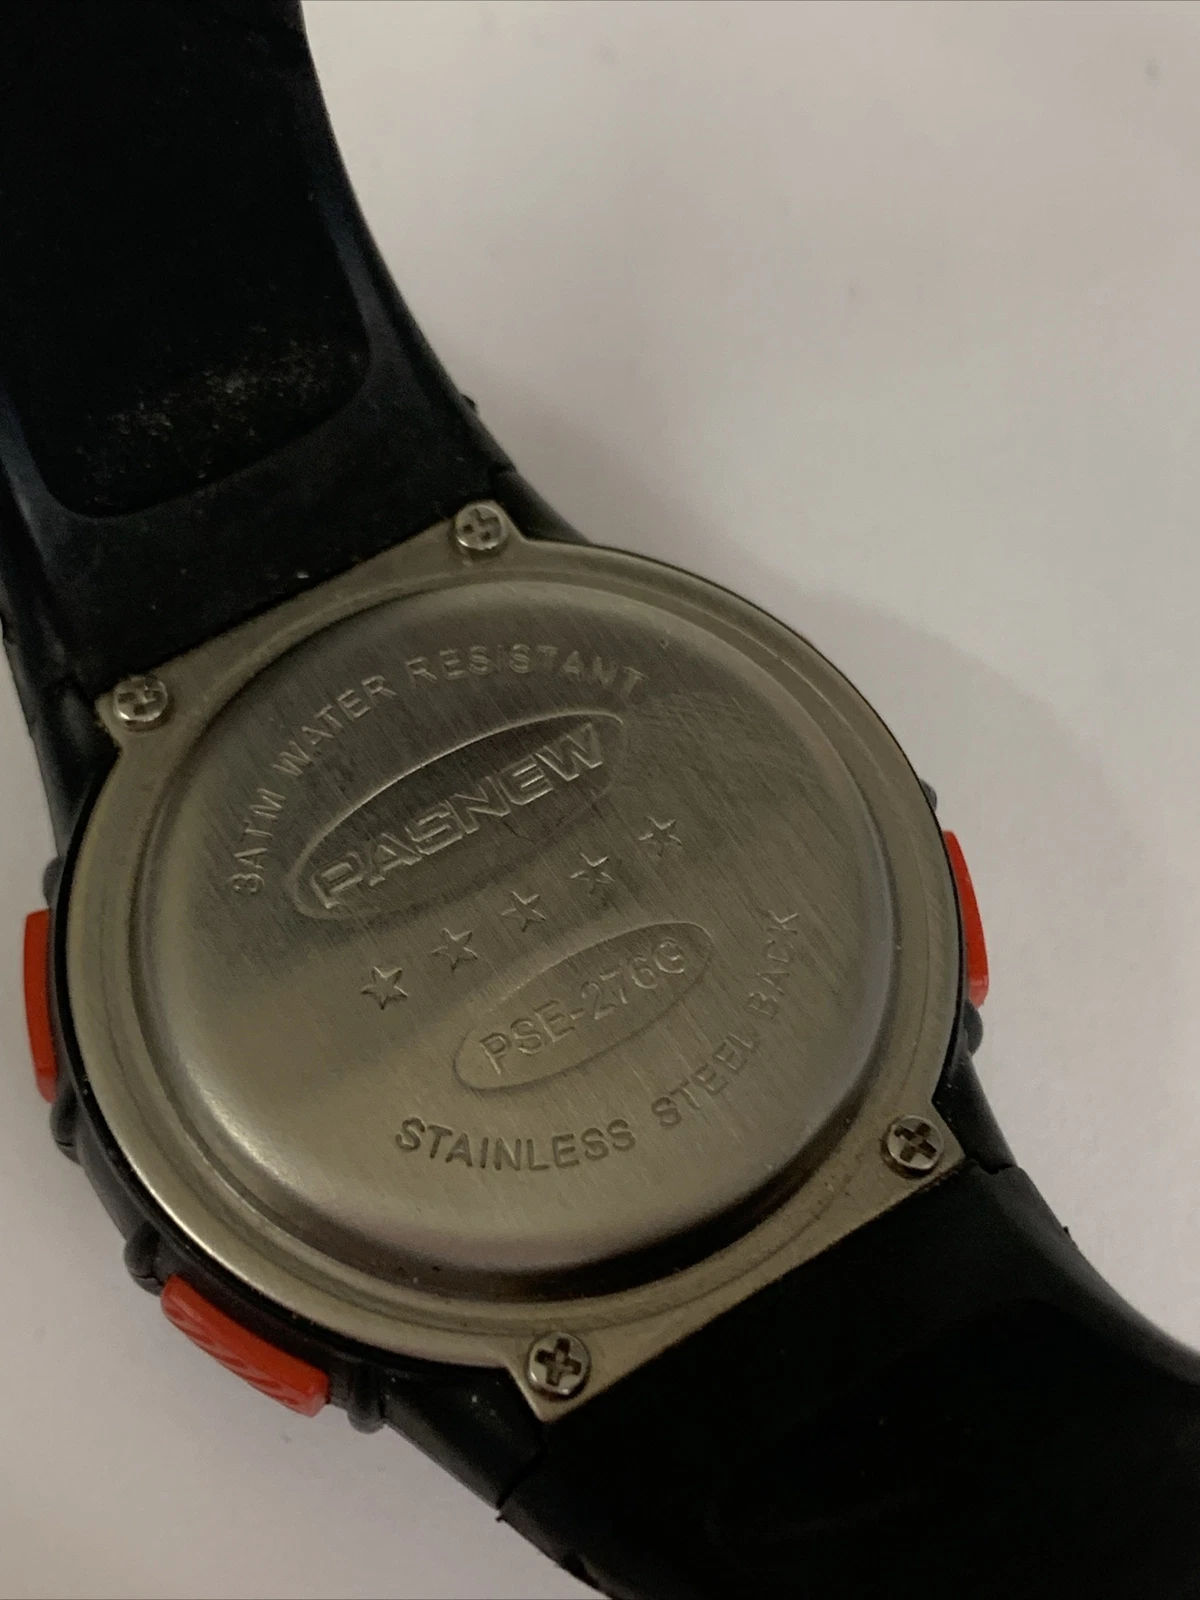 3ATM WATER RESISTANT
PASNEW
PSE-276G
STAINLESS STEEL BACK